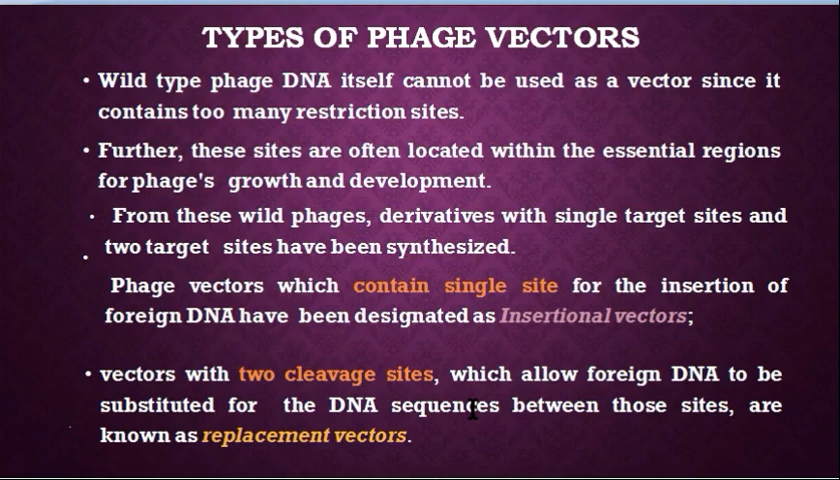 TYPES OF PHAGE VECTORS
• Wild type phage DNA itself cannot be used as a vector since it
contains too many restriction sites.
• Further, these sites are often located within the essential regions
for phage's growth and development.
• From these wild phages, derivatives with single target sites and
two target sites have been synthesized.
•
Phage vectors which contain single site for the insertion of
foreign DNA have been designated as Insertional vectors;
• vectors with two cleavage sites, which allow foreign DNA to be
substituted for the DNA sequences between those sites, are
known as replacement vectors.